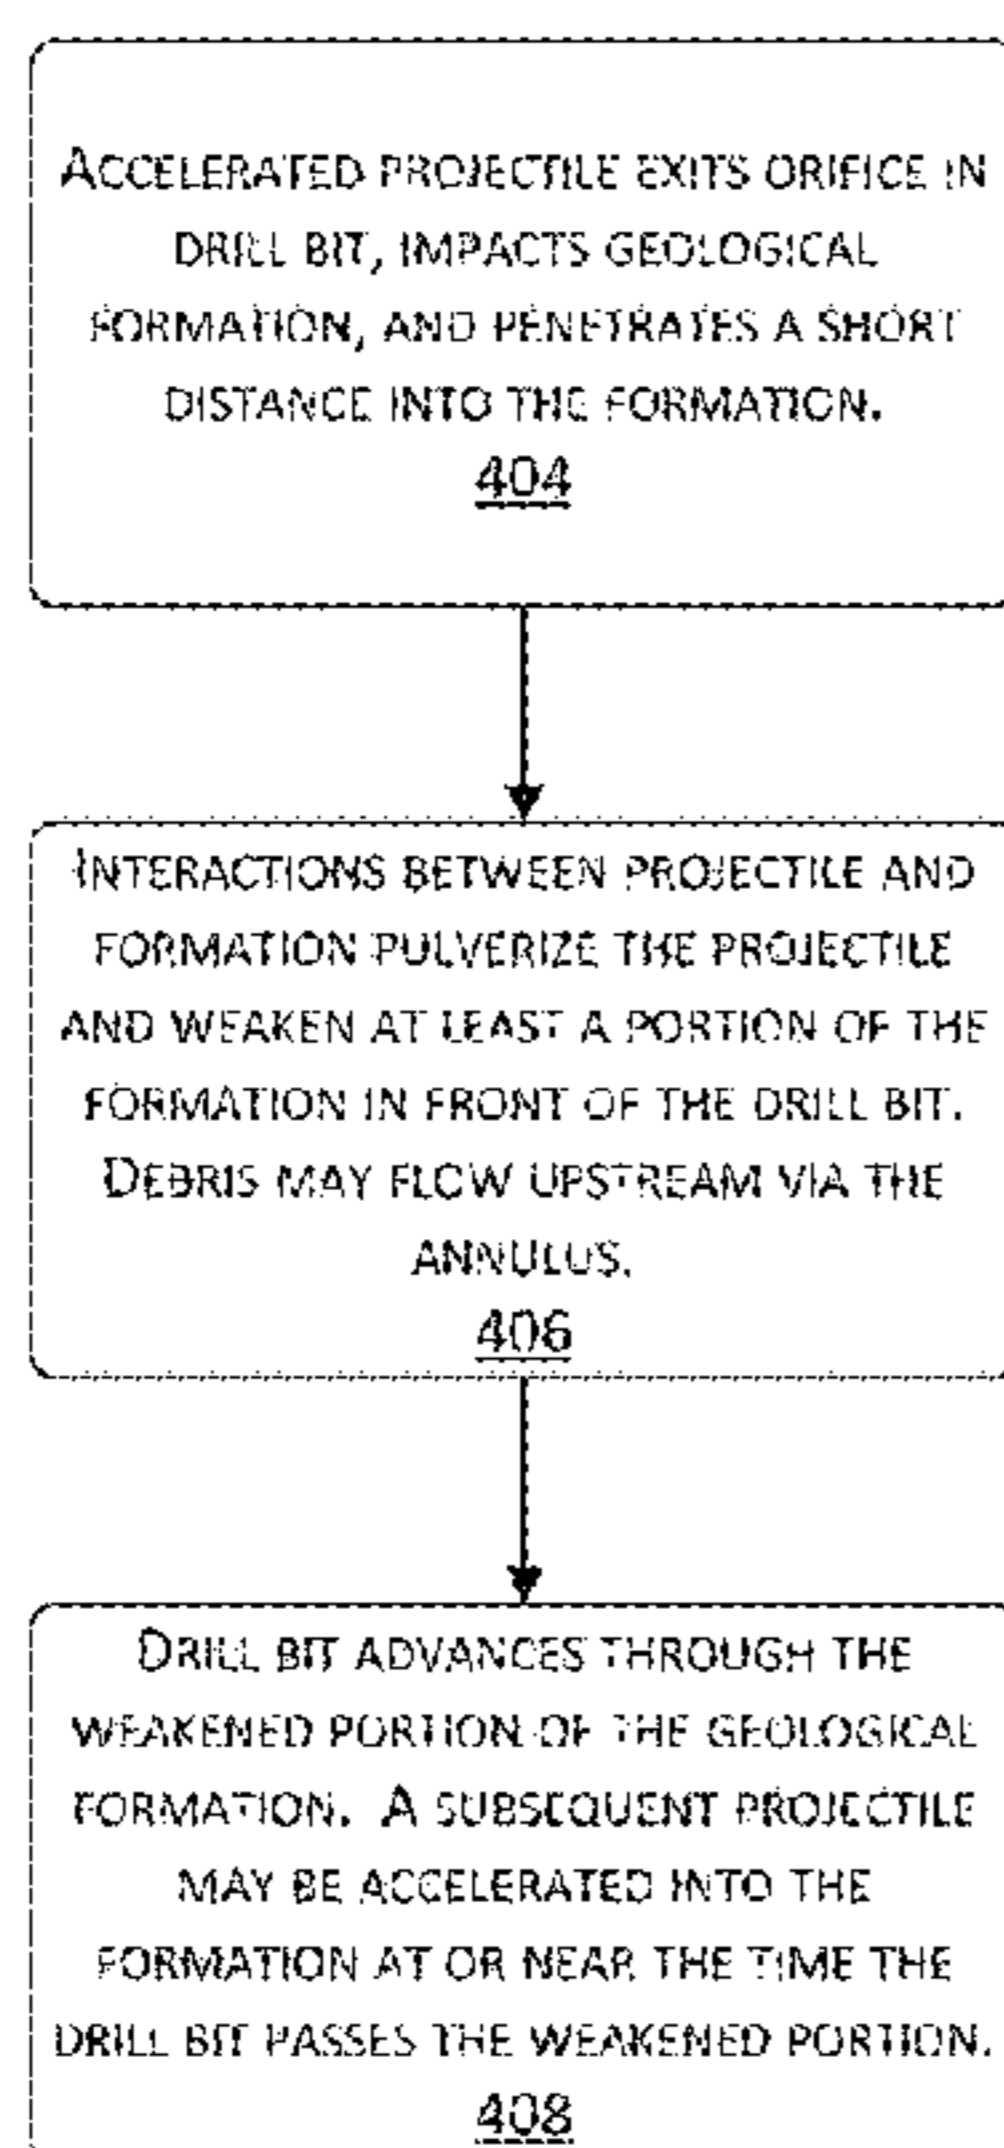 ACCELERATED PROJECTILE EXITS ORIFICE IN
DRILL BIT, IMPACTS GEOLOGICAL
FORMATION, AND PENETRATES A SHORT
DISTANCE INTO THE FORMATION.
404
INTERACTIONS BETWEEN PROJECTILE AND
FORMATION PULVERIZE THE PROJECTILE
AND WEAKEN AT LEAST A PORTION OF THE
FORMATION IN FRONT OF THE DRILL BIT.
DEBRIS MAY FLOW UPSTREAM VIA THE
ANNULUS.
406
DRILL BIT ADVANCES THROUGH THE
WEAKENED PORTION OF THE GEOLOGICAL
FORMATION. A SUBSEQUENT PROJECTILE
MAY BE ACCELERATED INTO THE
FORMATION AT OR NEAR THE TIME THE
DRILL BIT PASSES THE WEAKENED PORTION.
408